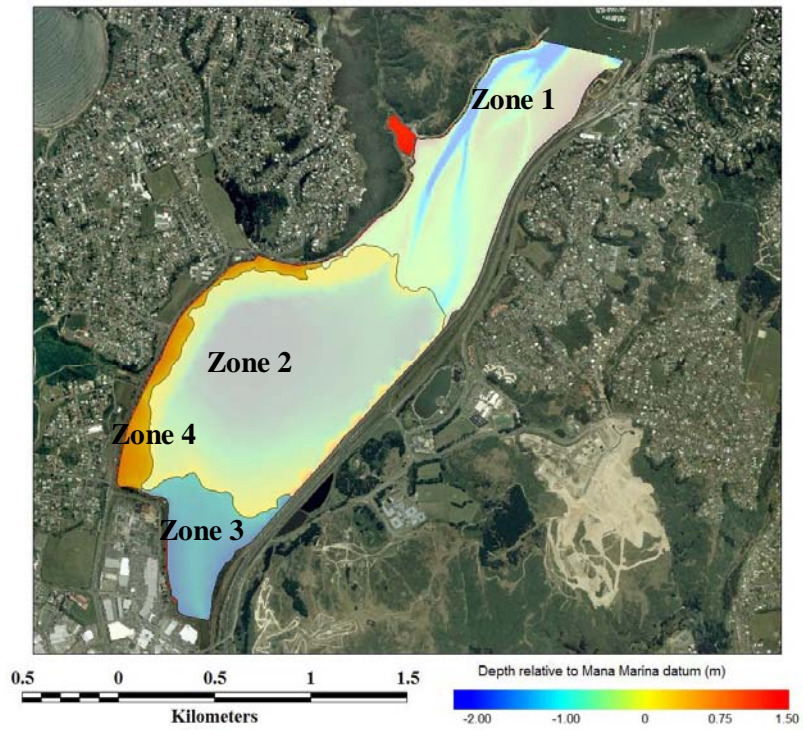 Zone 1
Zone 2
Zone 4
Zone 3
0.5 0 0.5 1 1.5
Kilometers
Depth relative to Mana Marina datum (m)
-2.00 -1.00 0 0.75 1.50